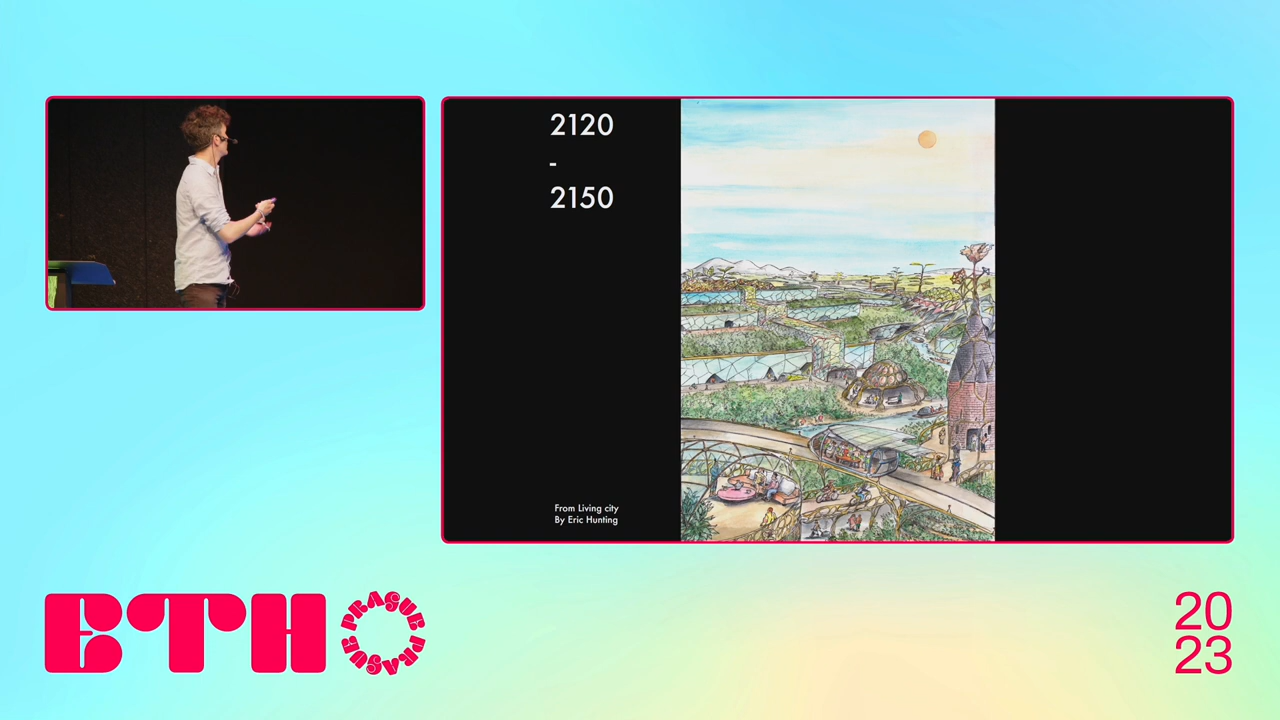 2120
-
2150
From Living city
By Eric Hunting
ETH
PRAGUE PRAGUE
20
23